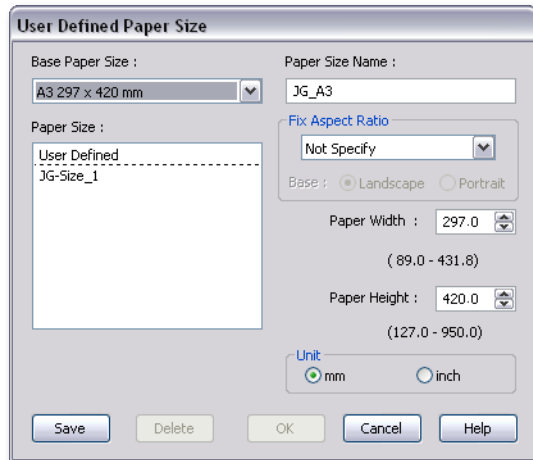 User Defined Paper Size
Base Paper Size :
A3 297 x 420 mm
Paper Size :
User Defined
JG-Size_1
Paper Size Name :
JG_A3
Fix Aspect Ratio
Not Specify
Base : Landscape Portrait
Paper Width : 297.0
( 89.0 - 431.8)
Paper Height : 420.0
(127.0 - 950.0)
Unit
mm inch
Save Delete OK Cancel Help